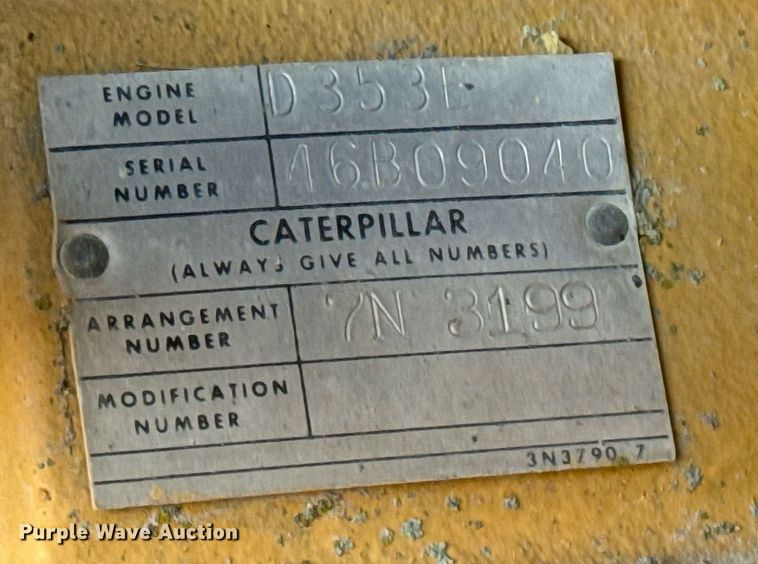 ENGINE MODEL D353E
SERIAL NUMBER 46B09040
CATERPILLAR
(ALWAYS GIVE ALL NUMBERS)
ARRANGEMENT NUMBER 7N 3199
MODIFICATION NUMBER
3N3790 7
Purple Wave Auction